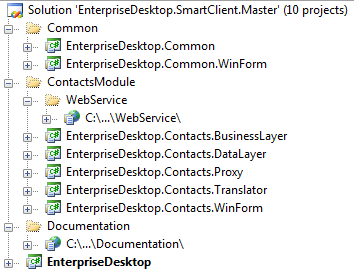 Solution 'EnterpriseDesktop.SmartClient.Master' (10 projects)
Common
EnterpriseDesktop.Common
EnterpriseDesktop.Common.WinForm
ContactsModule
WebService
C:\...\WebService\
EnterpriseDesktop.Contacts.BusinessLayer
EnterpriseDesktop.Contacts.DataLayer
EnterpriseDesktop.Contacts.Proxy
EnterpriseDesktop.Contacts.Translator
EnterpriseDesktop.Contacts.WinForm
Documentation
C:\...\Documentation\
EnterpriseDesktop